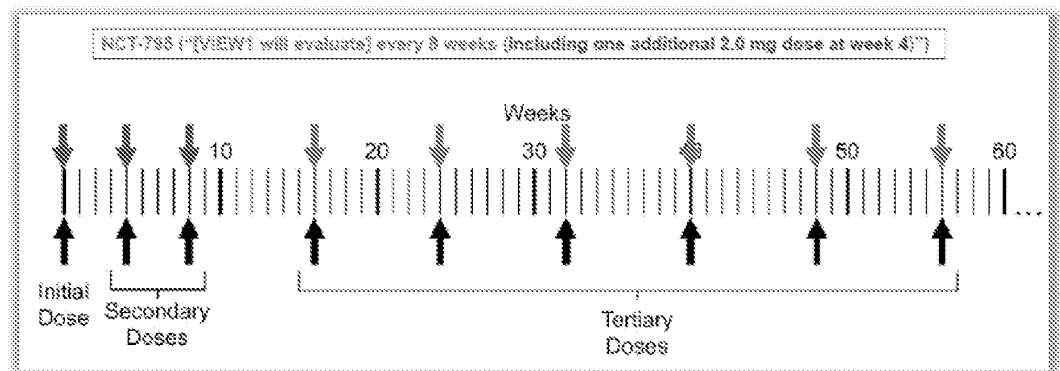 NCT-795 ("[VIEW1 will evaluate] every 8 weeks (including one additional 2.0 mg dose at week 4)")
Weeks
10 20 30 50 60
...
Initial
Dose
Secondary
Doses
Tertiary
Doses